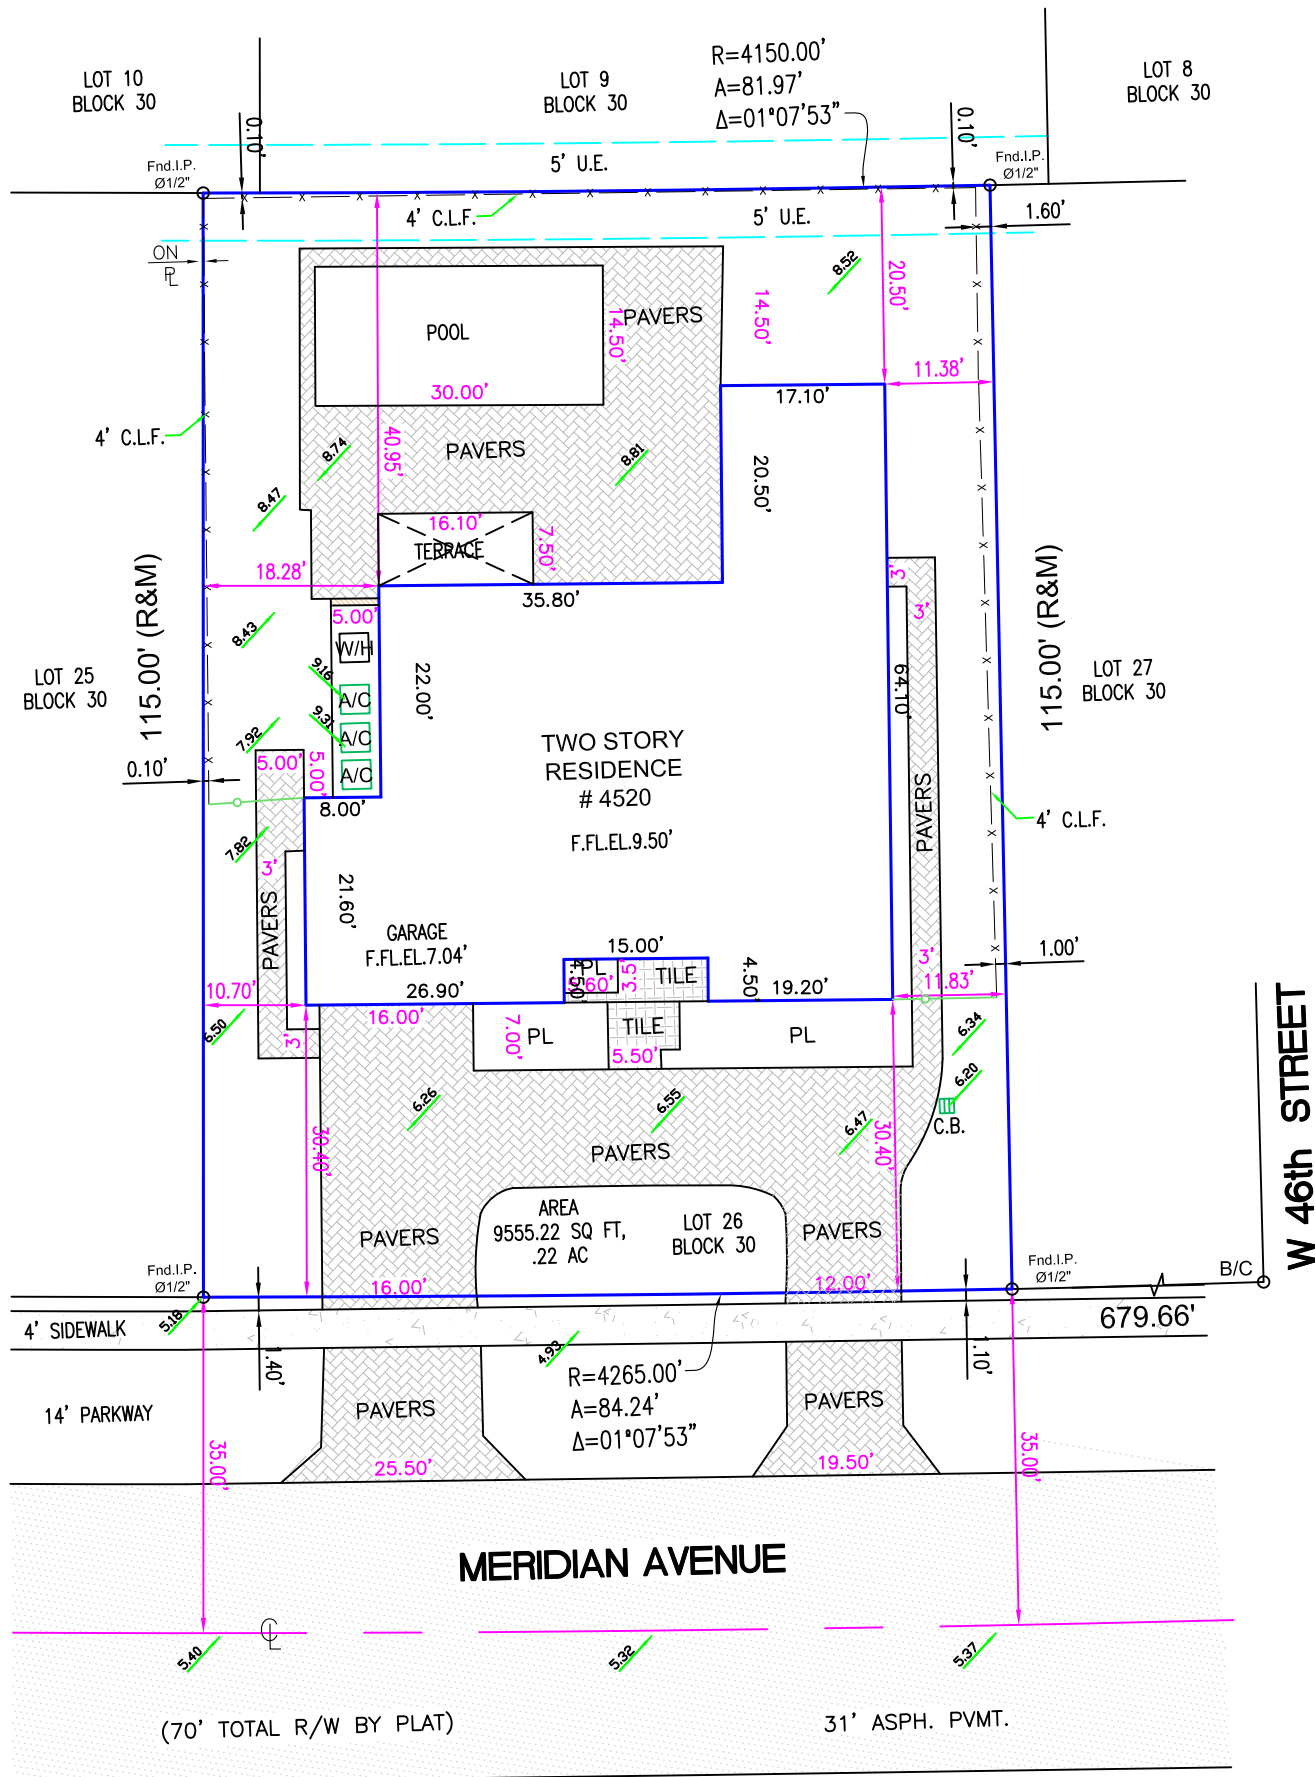 LOT 10
BLOCK 30
LOT 9
BLOCK 30
R=4150.00'
A=81.97'
Δ=01°07'53"
LOT 8
BLOCK 30
0.10'
0.10'
5' U.E.
Fnd.I.P.
Ø1/2"
Fnd.I.P.
Ø1/2"
4' C.L.F.
5' U.E.
1.60'
ON
PL
8.52
20.50'
14.50'
PAVERS
14.50'
POOL
30.00'
11.38'
17.10'
4' C.L.F.
40.95'
8.74
PAVERS
8.81
20.50'
8.47
16.10'
TERRACE
7.50'
18.28'
3'
35.80'
3'
5.00'
8.43
W/H
115.00' (R&M)
115.00' (R&M)
LOT 25
BLOCK 30
9.16
22.00'
64.10'
LOT 27
BLOCK 30
A/C
9.31
7.92
A/C
TWO STORY
RESIDENCE
# 4520
0.10'
5.00'
5.00'
A/C
8.00'
PAVERS
4' C.L.F.
F.FL.EL.9.50'
7.82
3'
21.60'
PAVERS
GARAGE
F.FL.EL.7.04'
15.00'
4.50'
PL
3.60'
3.5'
TILE
4.50'
3'
1.00'
10.70'
26.90'
19.20'
11.83'
16.00'
6.50
3'
7.00'
PL
TILE
5.50'
PL
6.34
6.20
6.26
6.55
6.47
C.B.
30.40'
30.40'
PAVERS
W 46th STREET
AREA
9555.22 SQ FT,
.22 AC
LOT 26
BLOCK 30
PAVERS
PAVERS
Fnd.I.P.
Ø1/2"
16.00'
12.00'
Fnd.I.P.
Ø1/2"
B/C
679.66'
5.18
4' SIDEWALK
4.93
1.40'
1.10'
R=4265.00'
A=84.24'
Δ=01°07'53"
14' PARKWAY
PAVERS
PAVERS
35.00'
25.50'
19.50'
35.00'
MERIDIAN AVENUE
CL
5.40
5.32
5.37
(70' TOTAL R/W BY PLAT)
31' ASPH. PVMT.